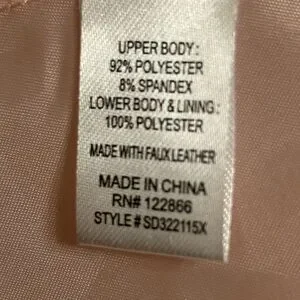 UPPER BODY:
92% POLYESTER
8% SPANDEX
LOWER BODY & LINING:
100% POLYESTER
MADE WITH FAUX LEATHER
MADE IN CHINA
RN# 122866
STYLE # SD322115X